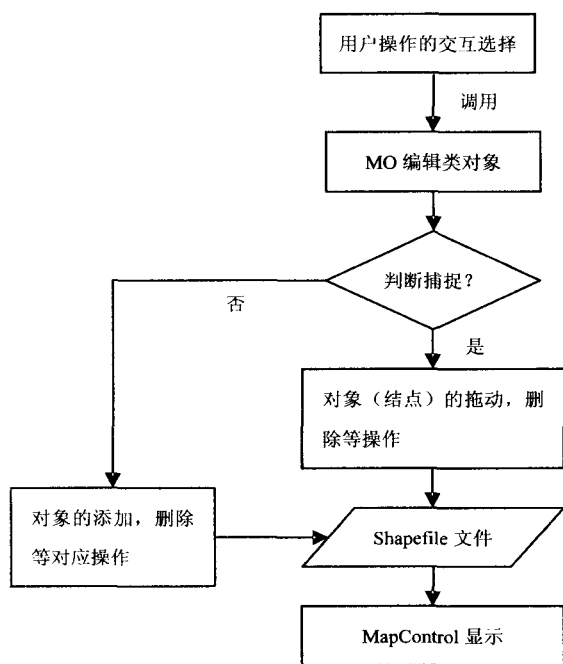 用户操作的交互选择
调用
MO 编辑类对象
判断捕捉？
否
是
对象（结点）的拖动，删
除等操作
对象的添加，删除
等对应操作
Shapefile 文件
MapControl 显示